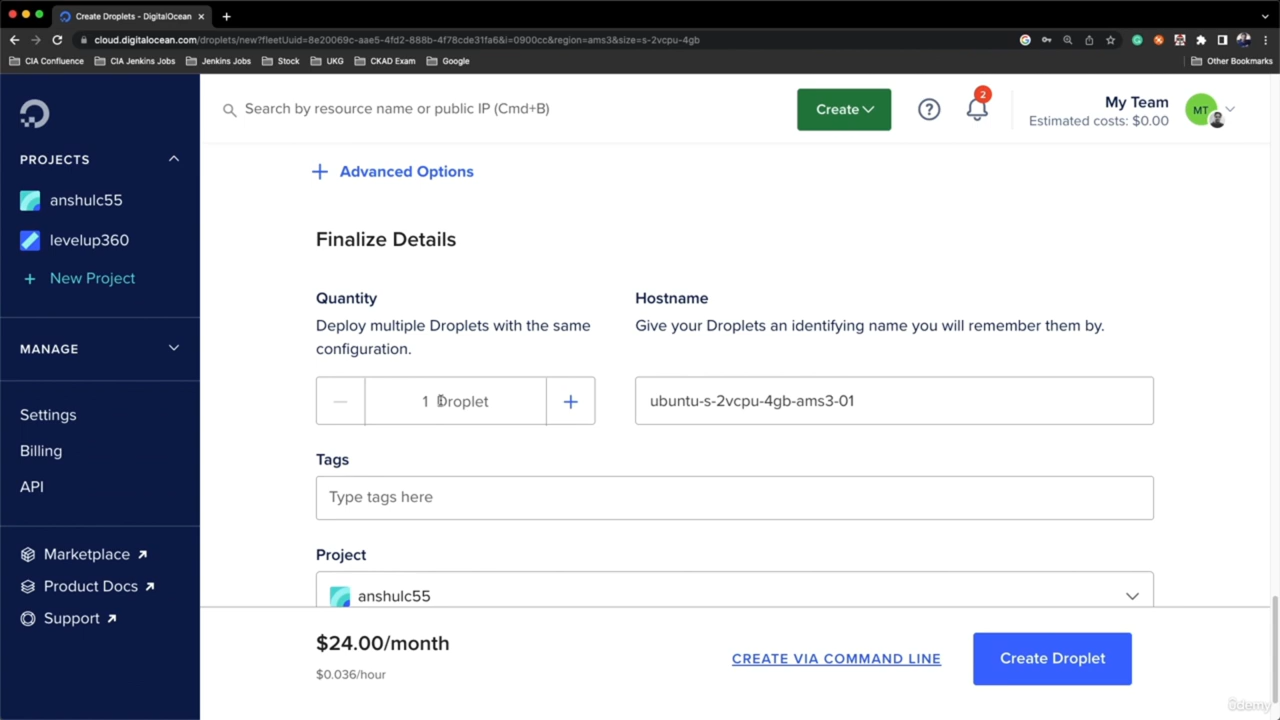 Create Droplets - DigitalOcean
cloud.digitalocean.com/droplets/new?fleetUuid=8e20069c-aae5-4fd2-888b-4f78cde31fa6&i=0900cc&region=ams3&size=s-2vcpu-4gb
CIA Confluence CIA Jenkins Jobs Jenkins Jobs Stock UKG CKAD Exam Google Other Bookmarks
Search by resource name or public IP (Cmd+B)
Create
2
My Team
Estimated costs: $0.00
MT
PROJECTS
anshulc55
levelup360
+ New Project
MANAGE
Settings
Billing
API
Marketplace
Product Docs
Support
+ Advanced Options
Finalize Details
Quantity
Deploy multiple Droplets with the same
configuration.
1 Droplet
Hostname
Give your Droplets an identifying name you will remember them by.
ubuntu-s-2vcpu-4gb-ams3-01
Tags
Type tags here
Project
anshulc55
$24.00/month
$0.036/hour
CREATE VIA COMMAND LINE
Create Droplet
ûdemy